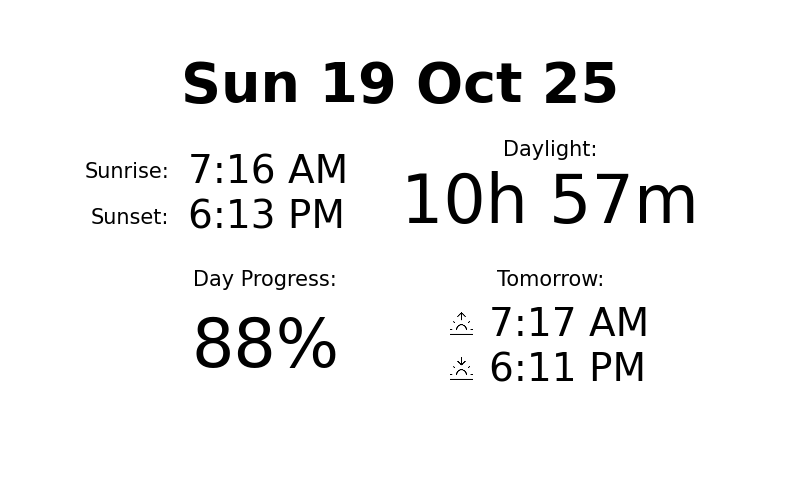 Sun 19 Oct 25
Sunrise: 7:16 AM
Sunset: 6:13 PM
Daylight:
10h 57m
Day Progress:
88%
Tomorrow:
7:17 AM
6:11 PM